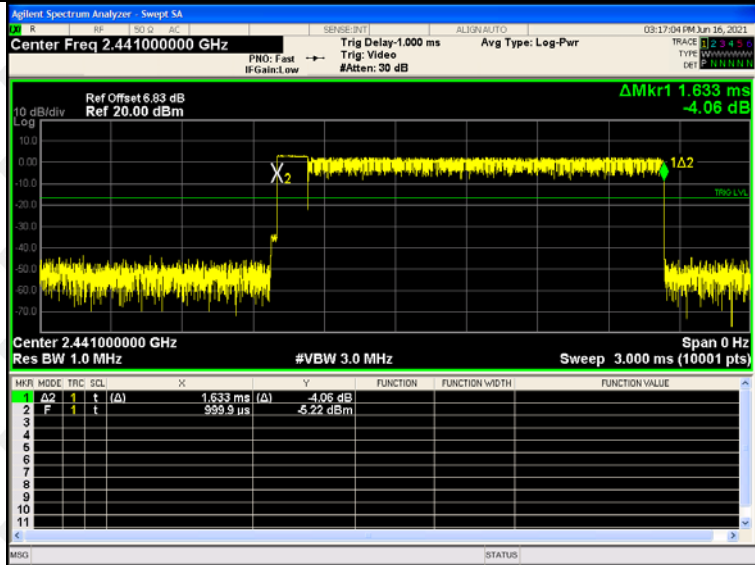 Agilent Spectrum Analyzer - Swept SA
LXI R RF 50 Ω AC SENSE:INT ALIGN AUTO 03:17:04 PM Jun 16, 2021
Center Freq 2.441000000 GHz PNO: Fast Trig Delay-1.000 ms Avg Type: Log-Pwr TRACE 1 2 3 4 5 6
IFGain:Low Trig: Video TYPE WWWWWW
#Atten: 30 dB DET P N N N N N
ΔMkr1 1.633 ms
-4.06 dB
Ref Offset 6.83 dB
10 dB/div Ref 20.00 dBm
Log
10.0
0.00
-10.0
-20.0
-30.0
-40.0
-50.0
-60.0
-70.0
X2
1Δ2
TRIG LVL
Center 2.441000000 GHz Span 0 Hz
Res BW 1.0 MHz #VBW 3.0 MHz Sweep 3.000 ms (10001 pts)
MKR MODE TRC SCL X Y FUNCTION FUNCTION WIDTH FUNCTION VALUE
1 Δ2 1 t (Δ) 1.633 ms (Δ) -4.06 dB
2 F 1 t 999.9 µs -5.22 dBm
3
4
5
6
7
8
9
10
11
MSG STATUS